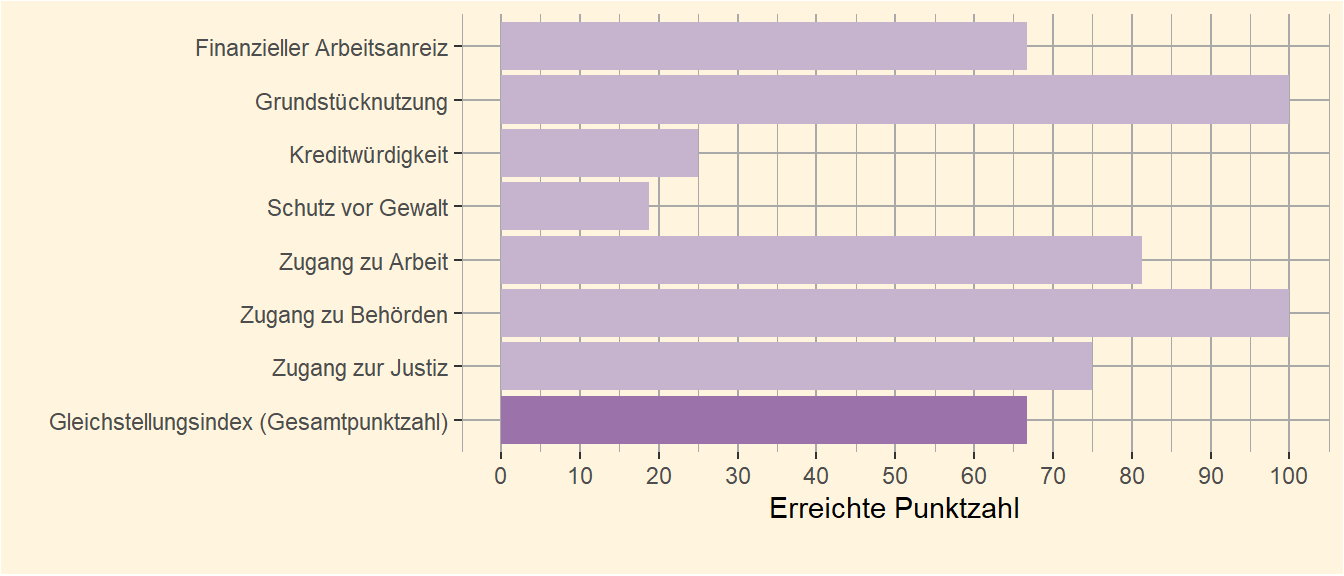 Finanzieller Arbeitsanreiz
Grundstücknutzung
Kreditwürdigkeit
Schutz vor Gewalt
Zugang zu Arbeit
Zugang zu Behörden
Zugang zur Justiz
Gleichstellungsindex (Gesamtpunktzahl)
0 10 20 30 40 50 60 70 80 90 100
Erreichte Punktzahl